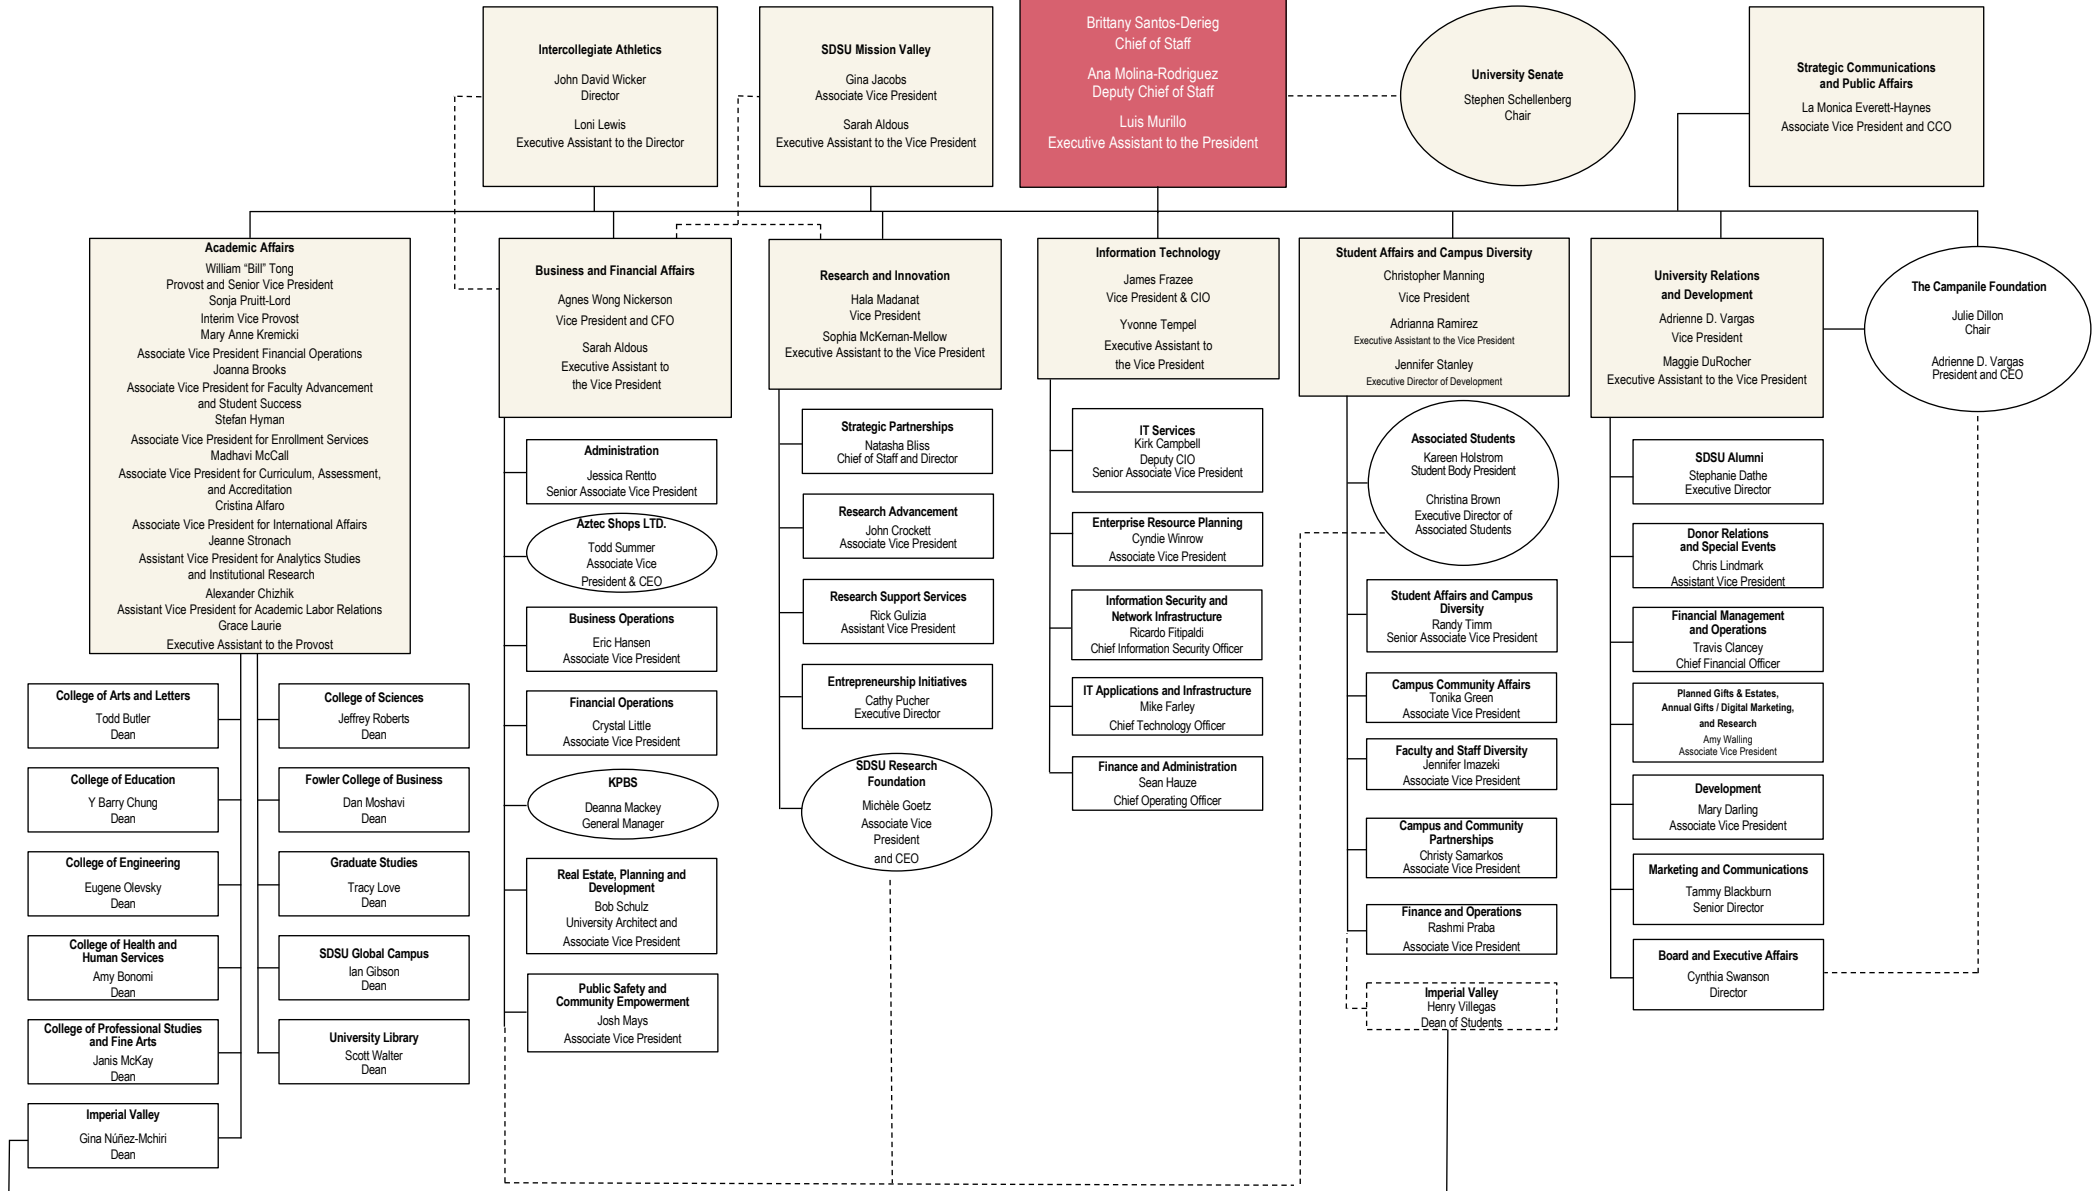 Intercollegiate Athletics
John David Wicker
Director
Loni Lewis
Executive Assistant to the Director
SDSU Mission Valley
Gina Jacobs
Associate Vice President
Sarah Aldous
Executive Assistant to the Vice President
Brittany Santos-Derieg
Chief of Staff
Ana Molina-Rodriguez
Deputy Chief of Staff
Luis Murillo
Executive Assistant to the President
University Senate
Stephen Schellenberg
Chair
Strategic Communications
and Public Affairs
La Monica Everett-Haynes
Associate Vice President and CCO
Academic Affairs
William “Bill” Tong
Provost and Senior Vice President
Sonja Pruitt-Lord
Interim Vice Provost
Mary Anne Kremicki
Associate Vice President Financial Operations
Joanna Brooks
Associate Vice President for Faculty Advancement
and Student Success
Stefan Hyman
Associate Vice President for Enrollment Services
Madhavi McCall
Associate Vice President for Curriculum, Assessment,
and Accreditation
Cristina Alfaro
Associate Vice President for International Affairs
Jeanne Stronach
Assistant Vice President for Analytics Studies
and Institutional Research
Alexander Chizhik
Assistant Vice President for Academic Labor Relations
Grace Laurie
Executive Assistant to the Provost
College of Arts and Letters
Todd Butler
Dean
College of Education
Y Barry Chung
Dean
College of Engineering
Eugene Olevsky
Dean
College of Health and
Human Services
Amy Bonomi
Dean
College of Professional Studies
and Fine Arts
Janis McKay
Dean
Imperial Valley
Gina Núñez-Mchiri
Dean
College of Sciences
Jeffrey Roberts
Dean
Fowler College of Business
Dan Moshavi
Dean
Graduate Studies
Tracy Love
Dean
SDSU Global Campus
Ian Gibson
Dean
University Library
Scott Walter
Dean
Business and Financial Affairs
Agnes Wong Nickerson
Vice President and CFO
Sarah Aldous
Executive Assistant to
the Vice President
Administration
Jessica Rentto
Senior Associate Vice President
Aztec Shops LTD.
Todd Summer
Associate Vice
President & CEO
Business Operations
Eric Hansen
Associate Vice President
Financial Operations
Crystal Little
Associate Vice President
KPBS
Deanna Mackey
General Manager
Real Estate, Planning and
Development
Bob Schulz
University Architect and
Associate Vice President
Public Safety and
Community Empowerment
Josh Mays
Associate Vice President
Research and Innovation
Hala Madanat
Vice President
Sophia McKernan-Mellow
Executive Assistant to the Vice President
Strategic Partnerships
Natasha Bliss
Chief of Staff and Director
Research Advancement
John Crockett
Associate Vice President
Research Support Services
Rick Gulizia
Assistant Vice President
Entrepreneurship Initiatives
Cathy Pucher
Executive Director
SDSU Research
Foundation
Michèle Goetz
Associate Vice
President
and CEO
Information Technology
James Frazee
Vice President & CIO
Yvonne Tempel
Executive Assistant to
the Vice President
IT Services
Kirk Campbell
Deputy CIO
Senior Associate Vice President
Enterprise Resource Planning
Cyndie Winrow
Associate Vice President
Information Security and
Network Infrastructure
Ricardo Fitipaldi
Chief Information Security Officer
IT Applications and Infrastructure
Mike Farley
Chief Technology Officer
Finance and Administration
Sean Hauze
Chief Operating Officer
Student Affairs and Campus Diversity
Christopher Manning
Vice President
Adrianna Ramirez
Executive Assistant to the Vice President
Jennifer Stanley
Executive Director of Development
Associated Students
Kareen Holstrom
Student Body President
Christina Brown
Executive Director of
Associated Students
Student Affairs and Campus
Diversity
Randy Timm
Senior Associate Vice President
Campus Community Affairs
Tonika Green
Associate Vice President
Faculty and Staff Diversity
Jennifer Imazeki
Associate Vice President
Campus and Community
Partnerships
Christy Samarkos
Associate Vice President
Finance and Operations
Rashmi Praba
Associate Vice President
Imperial Valley
Henry Villegas
Dean of Students
University Relations
and Development
Adrienne D. Vargas
Vice President
Maggie DuRocher
Executive Assistant to the Vice President
SDSU Alumni
Stephanie Dathe
Executive Director
Donor Relations
and Special Events
Chris Lindmark
Assistant Vice President
Financial Management
and Operations
Travis Clancey
Chief Financial Officer
Planned Gifts & Estates,
Annual Gifts / Digital Marketing,
and Research
Amy Walling
Associate Vice President
Development
Mary Darling
Associate Vice President
Marketing and Communications
Tammy Blackburn
Senior Director
Board and Executive Affairs
Cynthia Swanson
Director
The Campanile Foundation
Julie Dillon
Chair
Adrienne D. Vargas
President and CEO